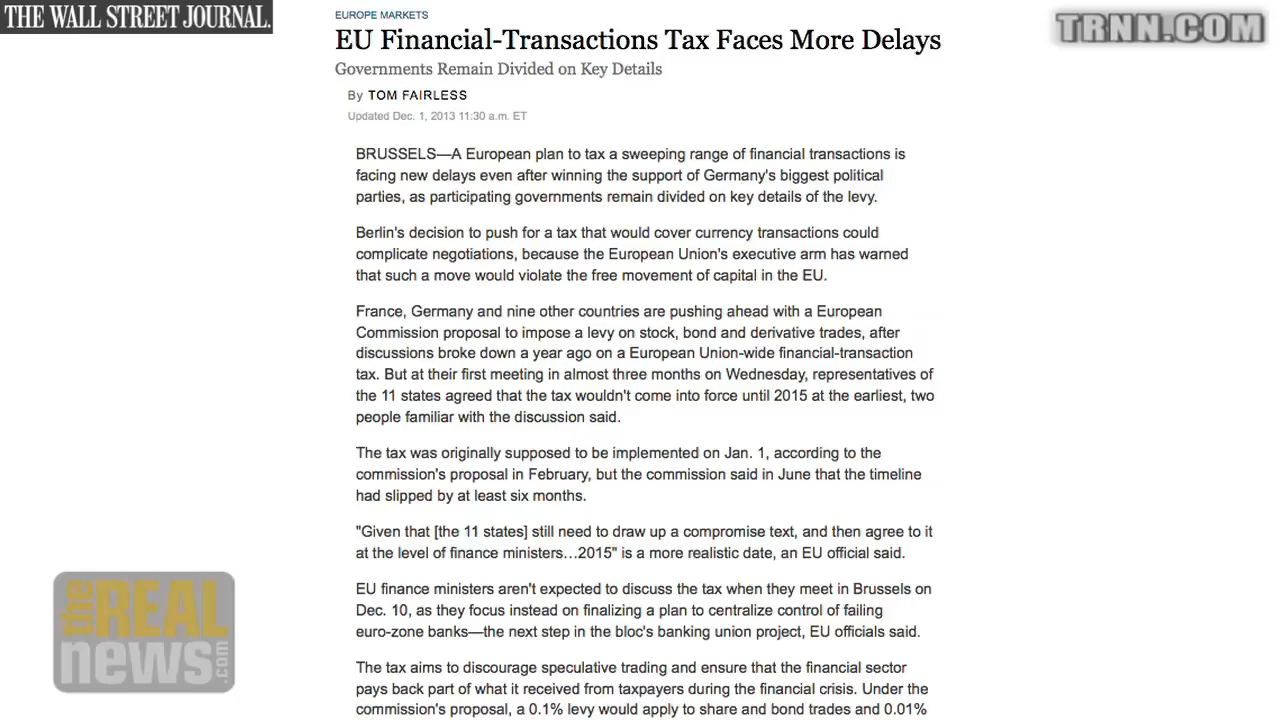 THE WALL STREET JOURNAL.
TRNN.COM
EUROPE MARKETS
EU Financial-Transactions Tax Faces More Delays
Governments Remain Divided on Key Details
By TOM FAIRLESS
Updated Dec. 1, 2013 11:30 a.m. ET
BRUSSELS—A European plan to tax a sweeping range of financial transactions is
facing new delays even after winning the support of Germany's biggest political
parties, as participating governments remain divided on key details of the levy.
Berlin's decision to push for a tax that would cover currency transactions could
complicate negotiations, because the European Union's executive arm has warned
that such a move would violate the free movement of capital in the EU.
France, Germany and nine other countries are pushing ahead with a European
Commission proposal to impose a levy on stock, bond and derivative trades, after
discussions broke down a year ago on a European Union-wide financial-transaction
tax. But at their first meeting in almost three months on Wednesday, representatives of
the 11 states agreed that the tax wouldn't come into force until 2015 at the earliest, two
people familiar with the discussion said.
The tax was originally supposed to be implemented on Jan. 1, according to the
commission's proposal in February, but the commission said in June that the timeline
had slipped by at least six months.
"Given that [the 11 states] still need to draw up a compromise text, and then agree to it
at the level of finance ministers…2015" is a more realistic date, an EU official said.
EU finance ministers aren't expected to discuss the tax when they meet in Brussels on
Dec. 10, as they focus instead on finalizing a plan to centralize control of failing
euro-zone banks—the next step in the bloc's banking union project, EU officials said.
The tax aims to discourage speculative trading and ensure that the financial sector
pays back part of what it received from taxpayers during the financial crisis. Under the
commission's proposal, a 0.1% levy would apply to share and bond trades and 0.01%
the REAL
news.com